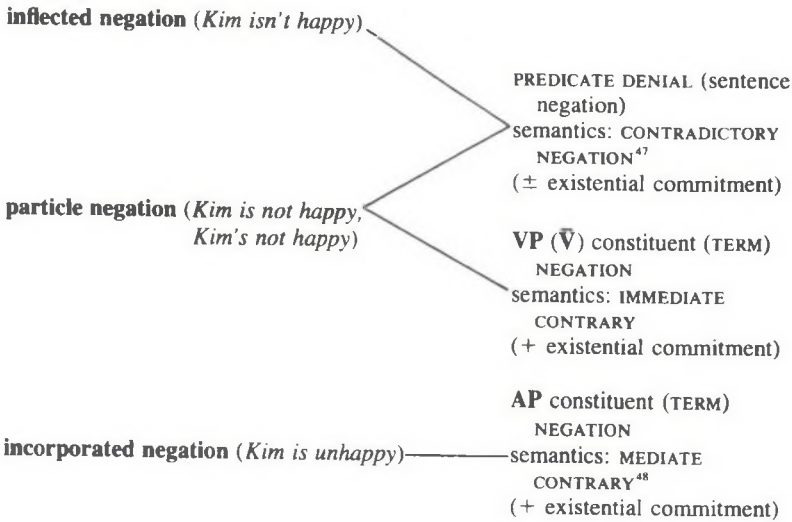 inflected negation (Kim isn't happy)
PREDICATE DENIAL (sentence
negation)
semantics: CONTRADICTORY
NEGATION⁴⁷
(± existential commitment)
particle negation (Kim is not happy,
Kim's not happy)
VP (V̄) constituent (TERM)
NEGATION
semantics: IMMEDIATE
CONTRARY
(+ existential commitment)
AP constituent (TERM)
NEGATION
incorporated negation (Kim is unhappy)
semantics: MEDIATE
CONTRARY⁴⁸
(+ existential commitment)